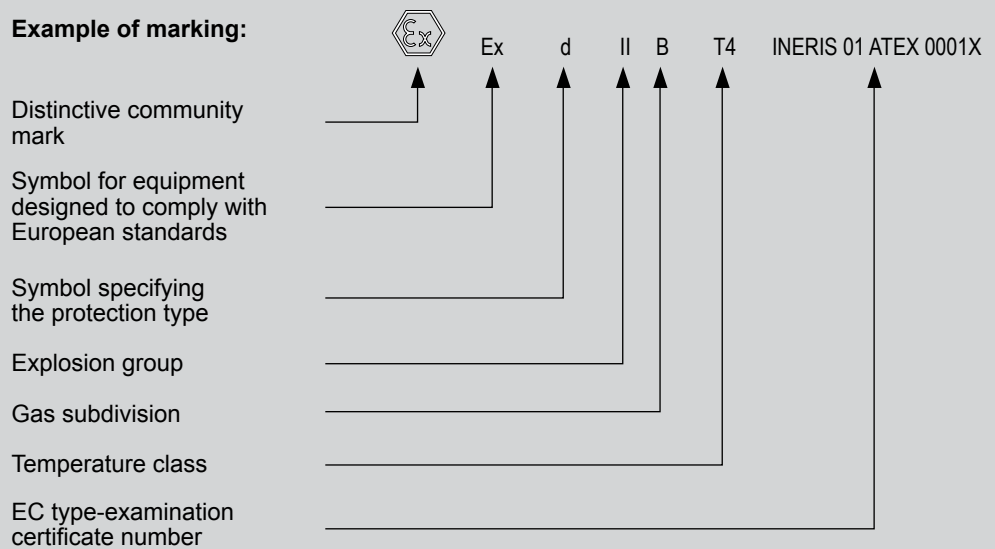 Example of marking:
Ex
Ex d II B T4 INERIS 01 ATEX 0001X
Distinctive community
mark
Symbol for equipment
designed to comply with
European standards
Symbol specifying
the protection type
Explosion group
Gas subdivision
Temperature class
EC type-examination
certificate number